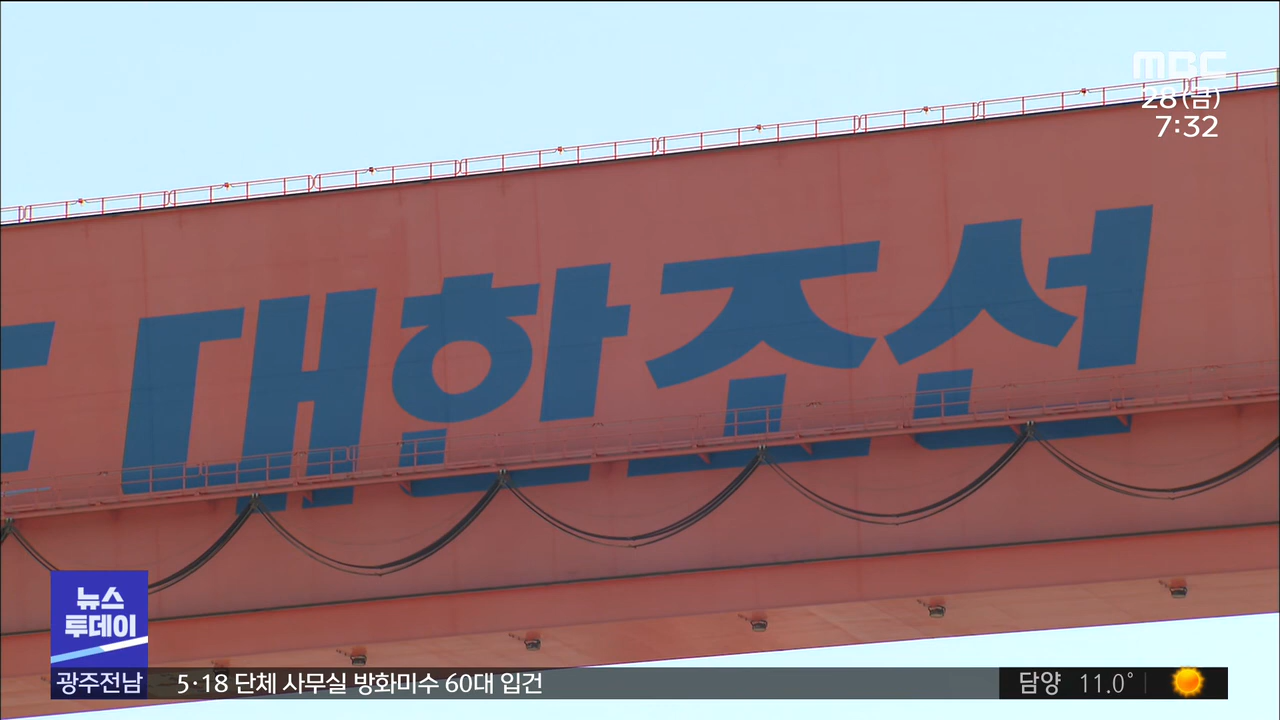 MBC
28(금)
7:32
대한조선
뉴스
투데이
광주전남 5·18 단체 사무실 방화미수 60대 입건 담양 11.0°